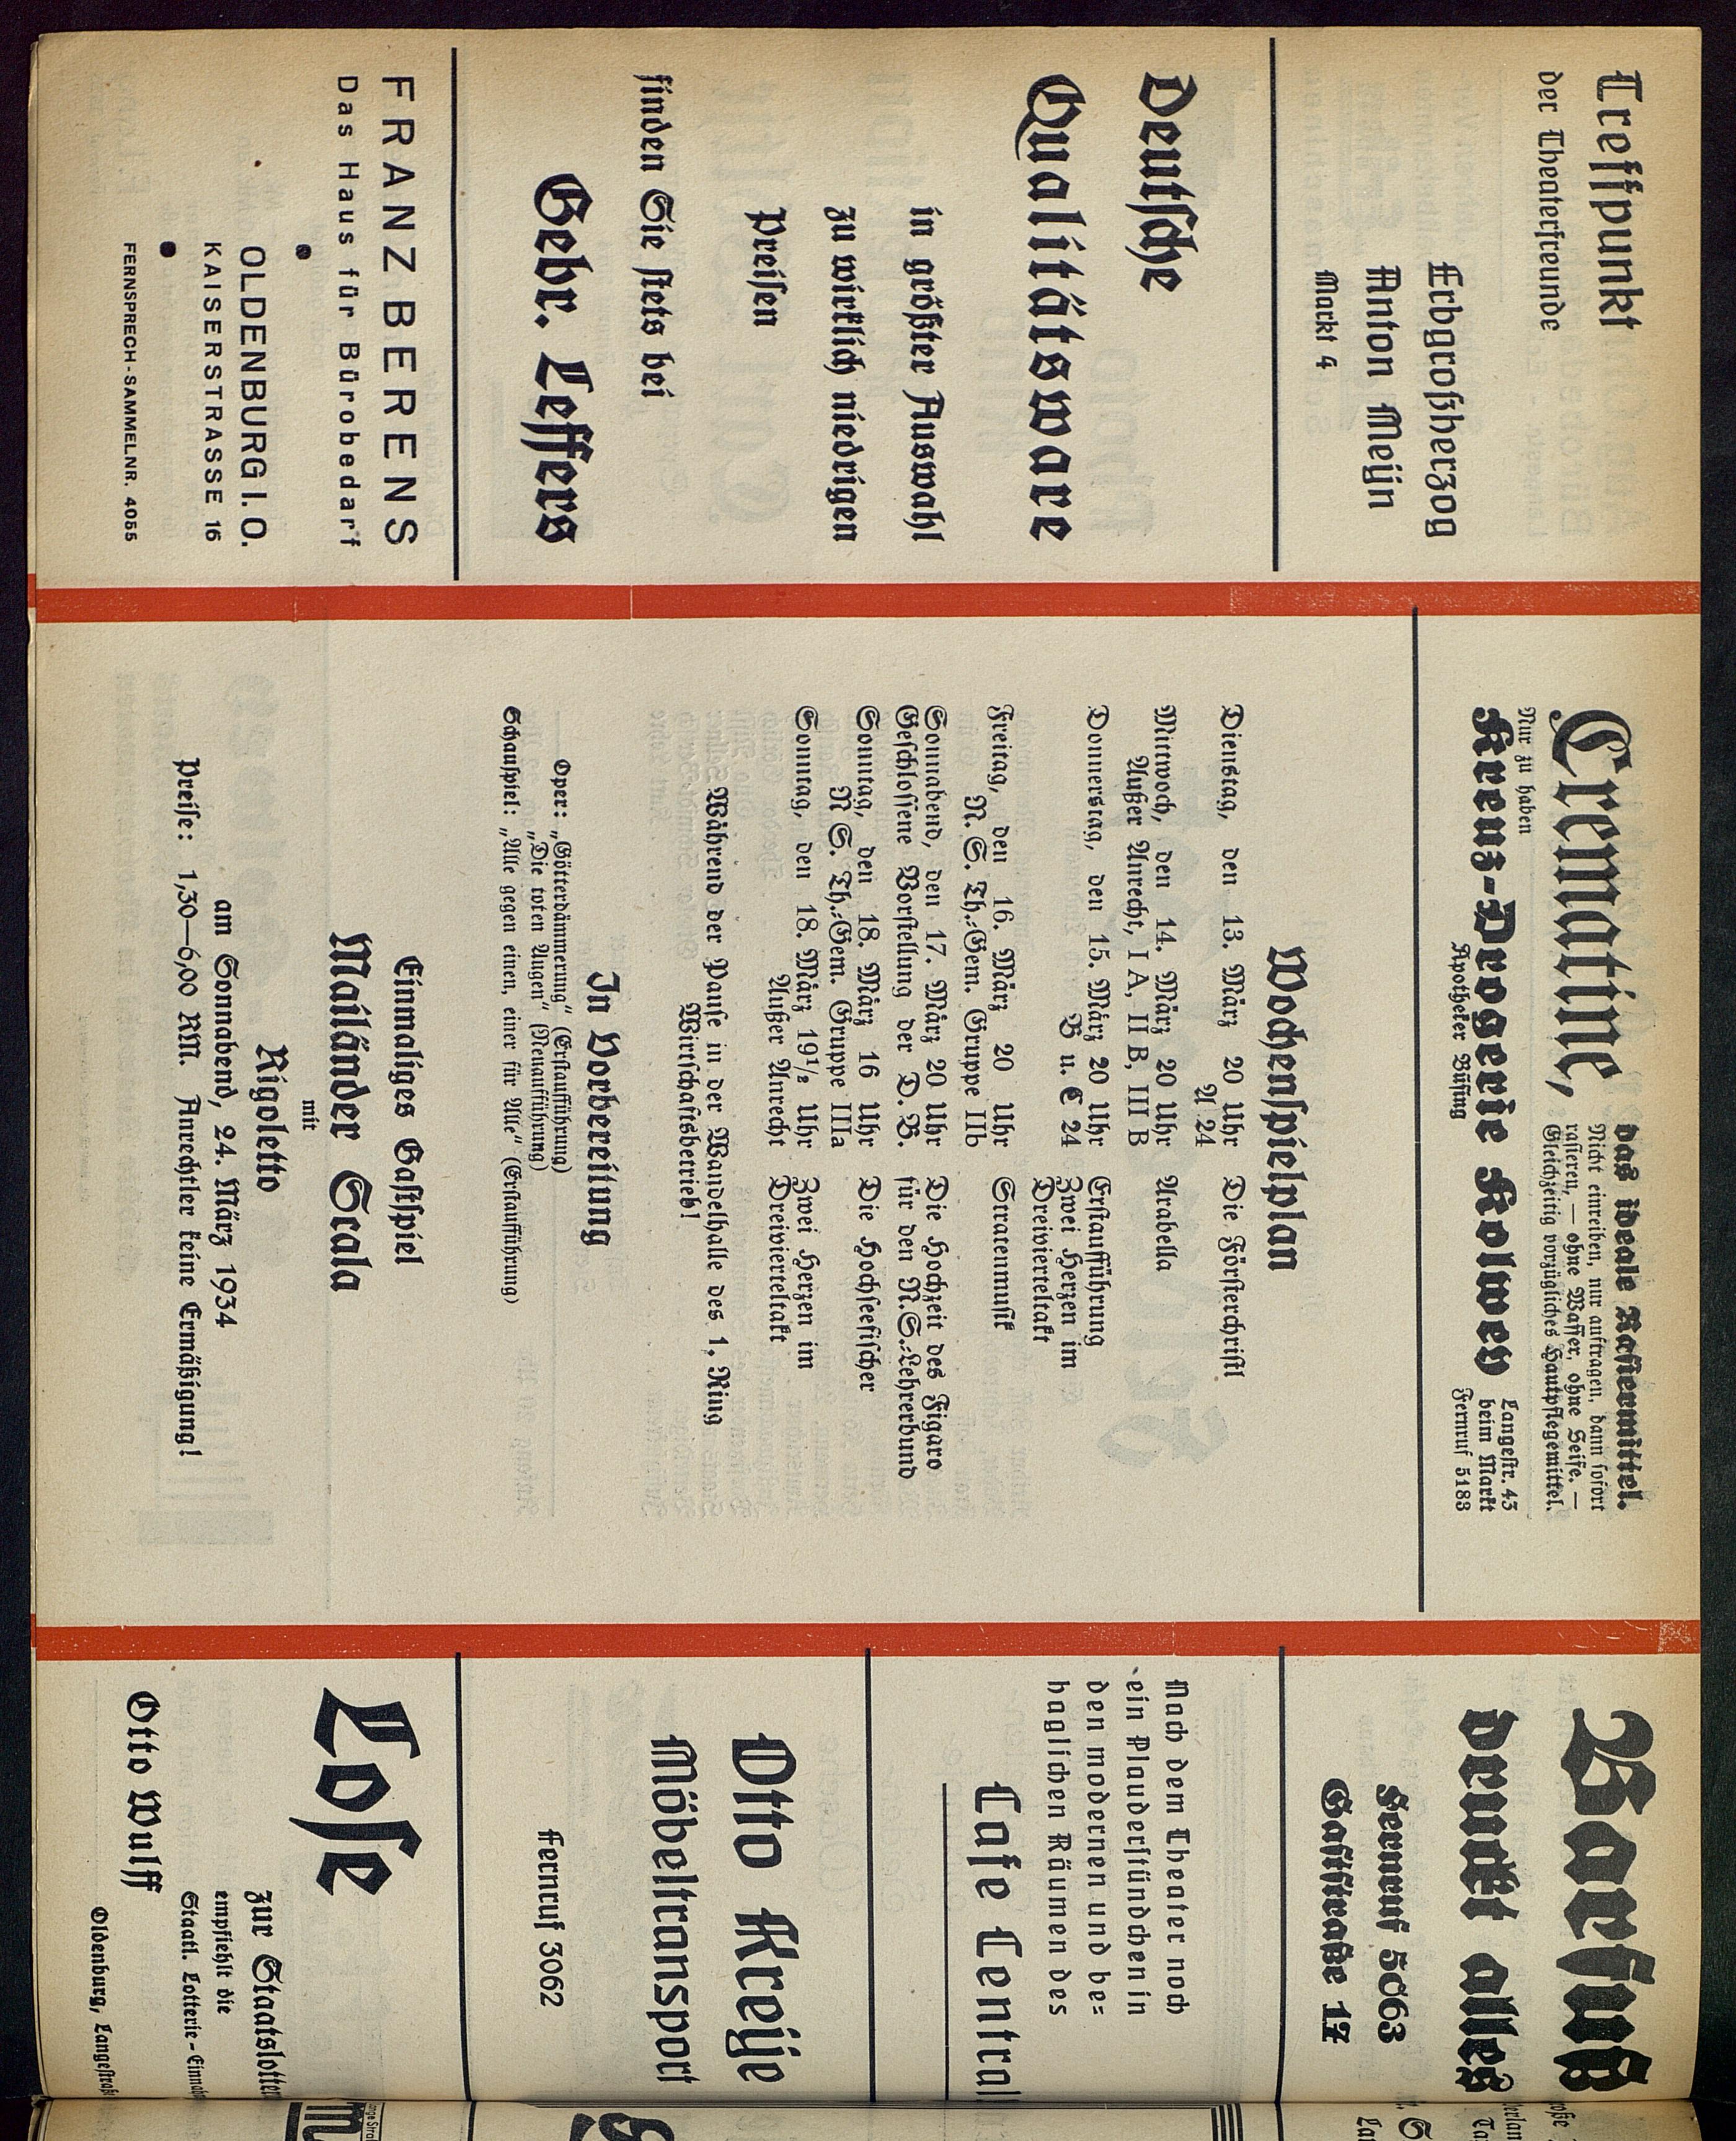 Treffpunkt
der Theaterfreunde
Erbgroßherzog
Anton Meyn
Markt 4
Deutsche
Qualitätsware
in größter Auswahl
zu wirklich niedrigen
Preisen
finden Sie stets bei
Gebr. Leffers
FRANZ BERENS
Das Haus für Bürobedarf
OLDENBURG I. O.
KAISERSTRASSE 16
FERNSPRECH-SAMMELNR. 4055
Crematine,
das ideale Rasiermittel.
Nicht einreiben, nur auftragen, dann sofort
rasieren, — ohne Wasser, ohne Seife. —
Gleichzeitig vorzügliches Hautpflegemittel.
Nur zu haben
Kreuz-Drogerie Kolwey
Apotheker Büsing
Langestr. 43
beim Markt
Fernruf 5183
Wochenspielplan
Dienstag, den 13. März 20 Uhr Die Försterchristl
A 24
Mittwoch, den 14. März 20 Uhr Arabella
Außer Anrecht, I A, II B, III B
Donnerstag, den 15. März 20 Uhr Erstaufführung
B u. C 24 Zwei Herzen im
Dreivierteltakt
Freitag, den 16. März 20 Uhr Stratenmusik
N. S. Th.-Gem. Gruppe IIb
Sonnabend, den 17. März 20 Uhr Die Hochzeit des Figaro
Geschlossene Vorstellung der D. B. für den N.S.-Lehrerbund
Sonntag, den 18. März 16 Uhr Die Hochseefischer
N S. Th.-Gem. Gruppe IIIa
Sonntag, den 18. März 19½ Uhr Zwei Herzen im
Außer Anrecht Dreivierteltakt
Während der Pause in der Wandelhalle des 1. Ring
Wirtschaftsbetrieb!
In Vorbereitung
Oper: „Götterdämmerung“ (Erstaufführung)
„Die toten Augen“ (Neuaufführung)
Schauspiel: „Alle gegen einen, einer für Alle“ (Erstaufführung)
Einmaliges Gastspiel
Mailänder Scala
mit
Rigoletto
am Sonnabend, 24. März 1934
Preise: 1,30—6,00 RM. Anrechtler keine Ermäßigung!
Barfuß
druckt alles
Fernruf 5063
Gaststraße 17
Nach dem Theater noch
ein Plauderstündchen in
den modernen und be-
haglichen Räumen des
Cafe Central
Otto Kreije
Möbeltransport
Fernruf 3062
Lose
zur Staatslotter
empfiehlt die
Staatl. Lotterie-Einnah
Otto Wulff
Oldenburg, Langestraß